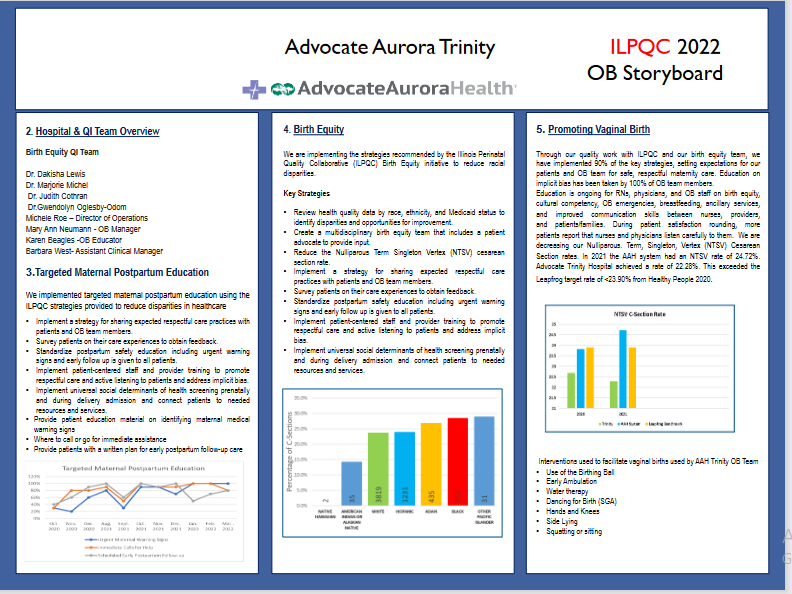 Advocate Aurora Trinity
ILPQC 2022
OB Storyboard
AdvocateAuroraHealth
2. Hospital & QI Team Overview
Birth Equity QI Team
Dr. Dakisha Lewis
Dr. Marjorie Michel
Dr. Judith Cothran
Dr.Gwendolyn Oglesby-Odom
Michele Roe – Director of Operations
Mary Ann Neumann - OB Manager
Karen Beagles -OB Educator
Barbara West- Assistant Clinical Manager
3.Targeted Maternal Postpartum Education
We implemented targeted maternal postpartum education using the
ILPQC strategies provided to reduce disparities in healthcare
• Implement a strategy for sharing expected respectful care practices with
patients and OB team members.
• Survey patients on their care experiences to obtain feedback.
• Standardize postpartum safety education including urgent warning
signs and early follow up is given to all patients.
• Implement patient-centered staff and provider training to promote
respectful care and active listening to patients and address implicit bias.
• Implement universal social determinants of health screening prenatally
and during delivery admission and connect patients to needed
resources and services.
• Provide patient education material on identifying maternal medical
warning signs
• Where to call or go for immediate assistance
• Provide patients with a written plan for early postpartum follow-up care
Targeted Maternal Postpartum Education
120%
100%
80%
60%
40%
20%
0%
Urgent Maternal Warning Signs
Immediate Calls for Help
Scheduled Early Postpartum Follow-up
4. Birth Equity
We are implementing the strategies recommended by the Illinois Perinatal
Quality Collaborative (ILPQC) Birth Equity initiative to reduce racial
disparities.
Key Strategies
• Review health quality data by race, ethnicity, and Medicaid status to
identify disparities and opportunities for improvement.
• Create a multidisciplinary birth equity team that includes a patient
advocate to provide input.
• Reduce the Nulliparous Term Singleton Vertex (NTSV) cesarean
section rate.
• Implement a strategy for sharing expected respectful care
practices with patients and OB team members.
• Survey patients on their care experiences to obtain feedback.
• Standardize postpartum safety education including urgent warning
signs and early follow up is given to all patients.
• Implement patient-centered staff and provider training to promote
respectful care and active listening to patients and address implicit
bias.
• Implement universal social determinants of health screening prenatally
and during delivery admission and connect patients to needed
resources and services.
Percentage of C-Sections
35.0%
30.0%
25.0%
20.0%
15.0%
10.0%
5.0%
0.0%
2
35
3819
1231
435
31
NATIVE HAWAIIAN
AMERICAN INDIAN OR ALASKAN NATIVE
WHITE
HISPANIC
ASIAN
BLACK
OTHER PACIFIC ISLANDER
5. Promoting Vaginal Birth
Through our quality work with ILPQC and our birth equity team, we
have implemented 90% of the key strategies, setting expectations for our
patients and OB team for safe, respectful maternity care. Education on
implicit bias has been taken by 100% of OB team members.
Education is ongoing for RNs, physicians, and OB staff on birth equity,
cultural competency, OB emergencies, breastfeeding, ancillary services,
and improved communication skills between nurses, providers,
and patients/families. During patient satisfaction rounding, more
patients report that nurses and physicians listen carefully to them. We are
decreasing our Nulliparous. Term, Singleton, Vertex (NTSV) Cesarean
Section rates. In 2021 the AAH system had an NTSV rate of 24.72%.
Advocate Trinity Hospital achieved a rate of 22.28%. This exceeded the
Leapfrog target rate of <23.90% from Healthy People 2020.
NTSV C-Section Rate
25
2020
2021
Trinity
AAH System
Leapfrog Benchmark
Interventions used to facilitate vaginal births used by AAH Trinity OB Team
• Use of the Birthing Ball
• Early Ambulation
• Water therapy
• Dancing for Birth (SGA)
• Hands and Knees
• Side Lying
• Squatting or sitting